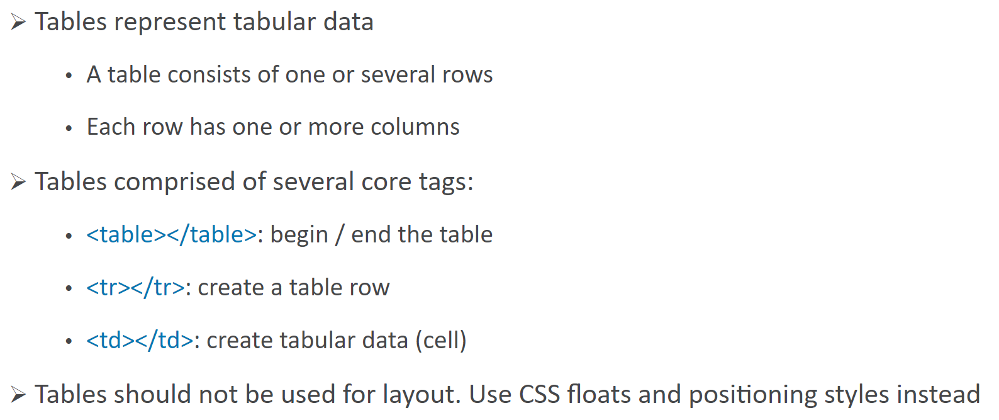 ➢ Tables represent tabular data
• A table consists of one or several rows
• Each row has one or more columns
➢ Tables comprised of several core tags:
• <table></table>: begin / end the table
• <tr></tr>: create a table row
• <td></td>: create tabular data (cell)
➢ Tables should not be used for layout. Use CSS floats and positioning styles instead